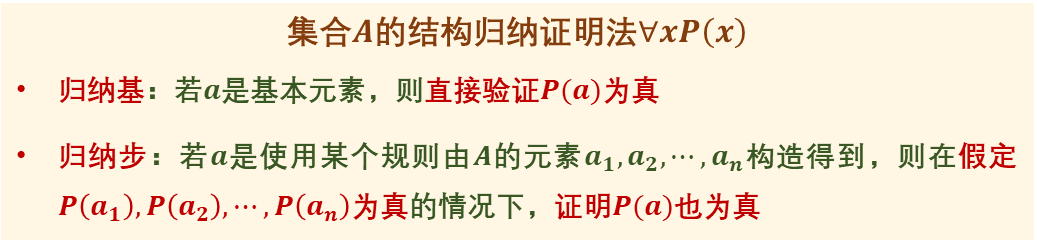 集合A的结构归纳证明法∀xP(x)
• 归纳基：若a是基本元素，则直接验证P(a)为真
• 归纳步：若a是使用某个规则由A的元素a₁,a₂,⋯,aₙ构造得到，则在假定
P(a₁),P(a₂),⋯,P(aₙ)为真的情况下，证明P(a)也为真